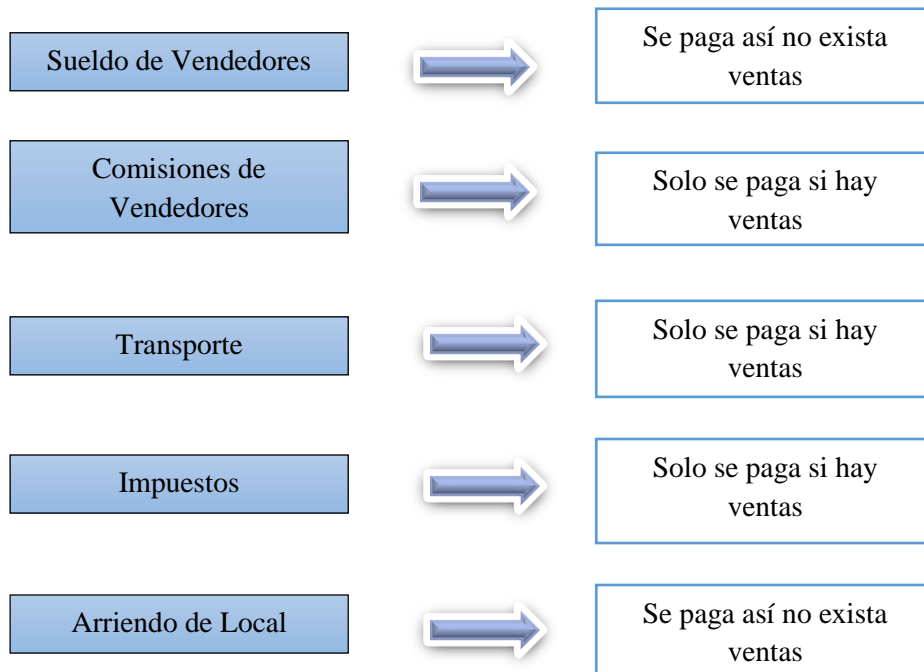 Sueldo de Vendedores
Se paga así no exista
ventas
Comisiones de
Vendedores
Solo se paga si hay
ventas
Transporte
Solo se paga si hay
ventas
Impuestos
Solo se paga si hay
ventas
Arriendo de Local
Se paga así no exista
ventas